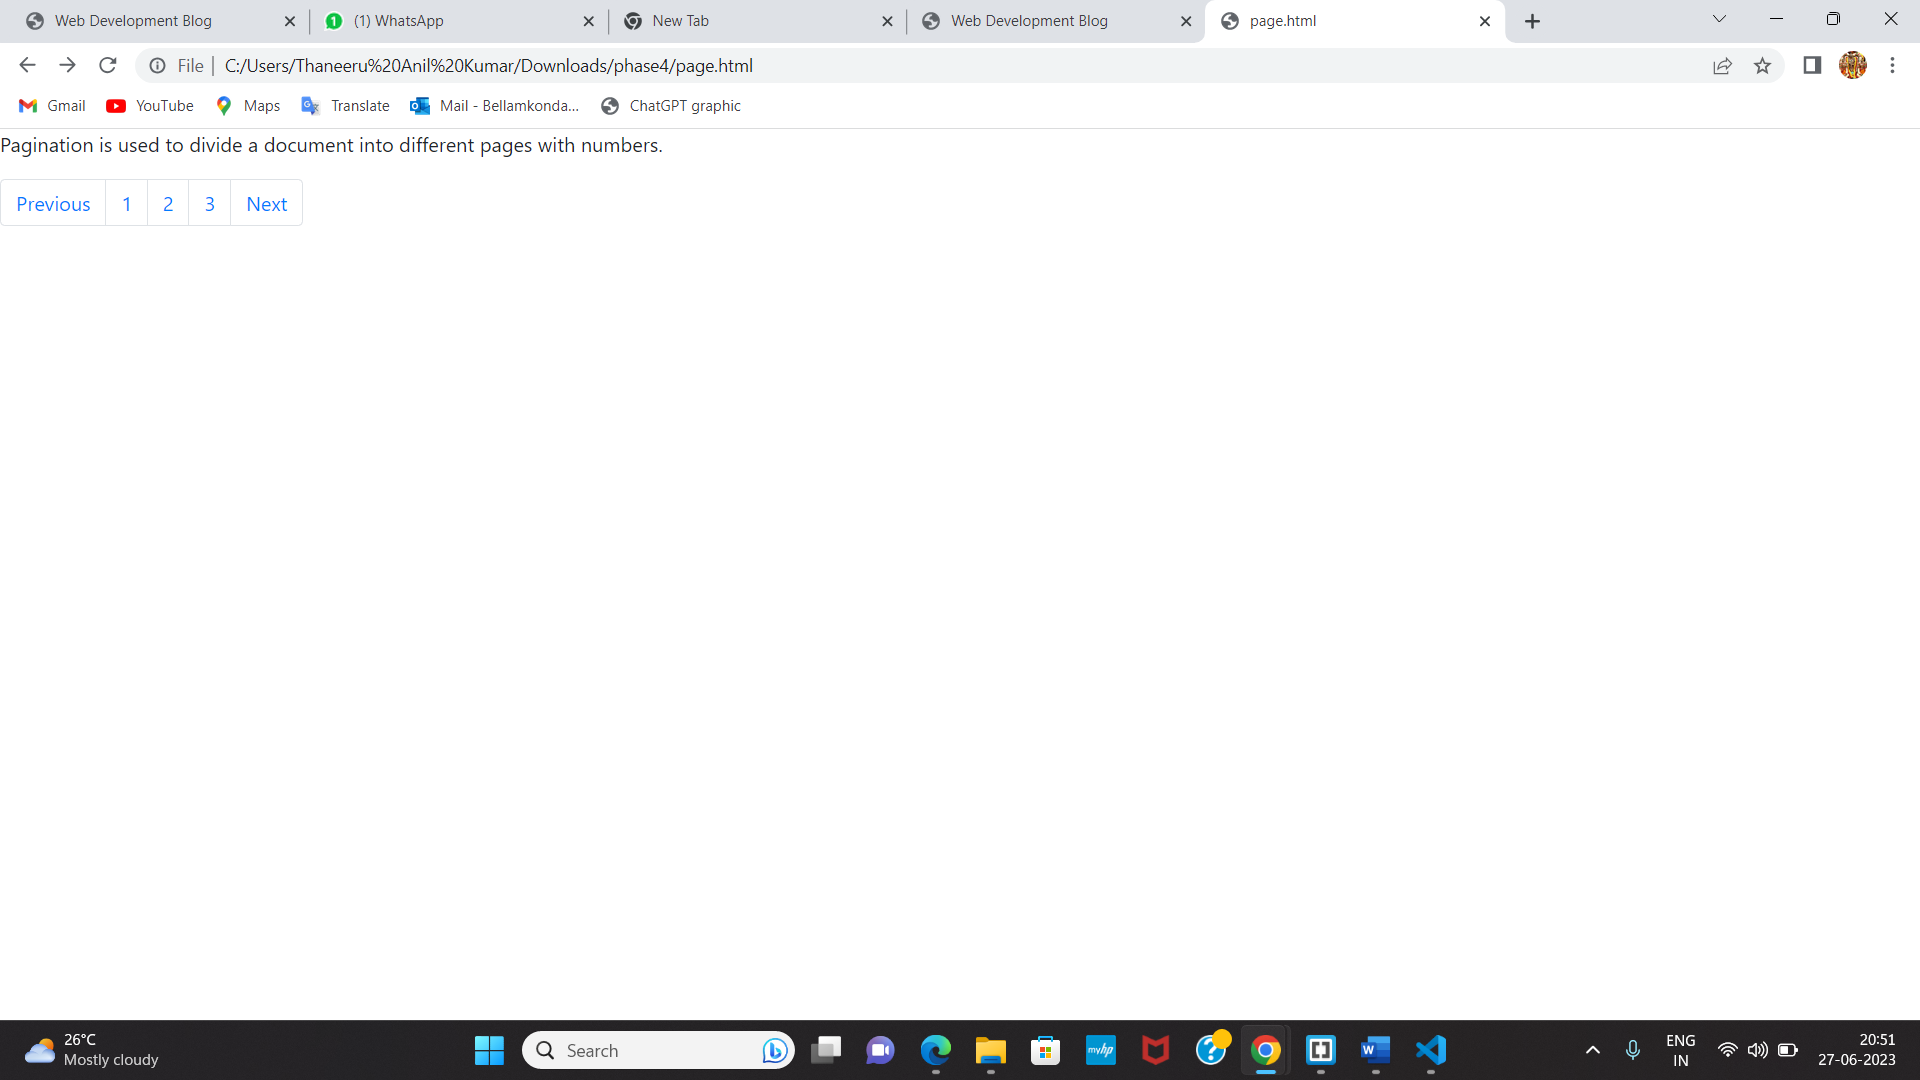 Web Development Blog
(1) WhatsApp
New Tab
Web Development Blog
page.html
File | C:/Users/Thaneeru%20Anil%20Kumar/Downloads/phase4/page.html
Gmail
YouTube
Maps
Translate
Mail - Bellamkonda...
ChatGPT graphic
Pagination is used to divide a document into different pages with numbers.
Previous 1 2 3 Next
26°C
Mostly cloudy
Search
myhp
ENG
IN
20:51
27-06-2023